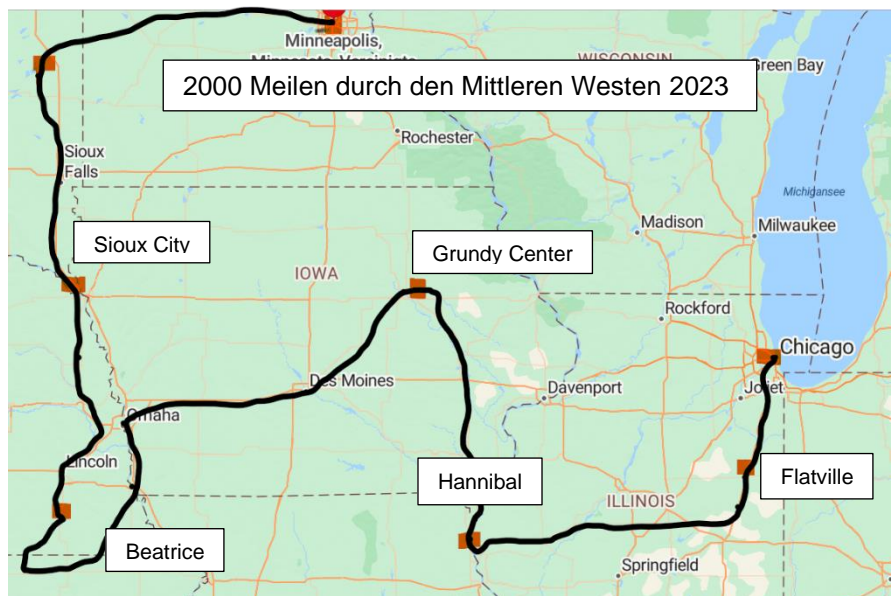 Minneapolis,
2000 Meilen durch den Mittleren Westen 2023
Green Bay
Rochester
Sioux
Falls
Michigansee
Madison
Milwaukee
Sioux City
Grundy Center
IOWA
Rockford
Chicago
Des Moines
Davenport
Joliet
Omaha
Lincoln
Hannibal
Flatville
ILLINOIS
Beatrice
Springfield